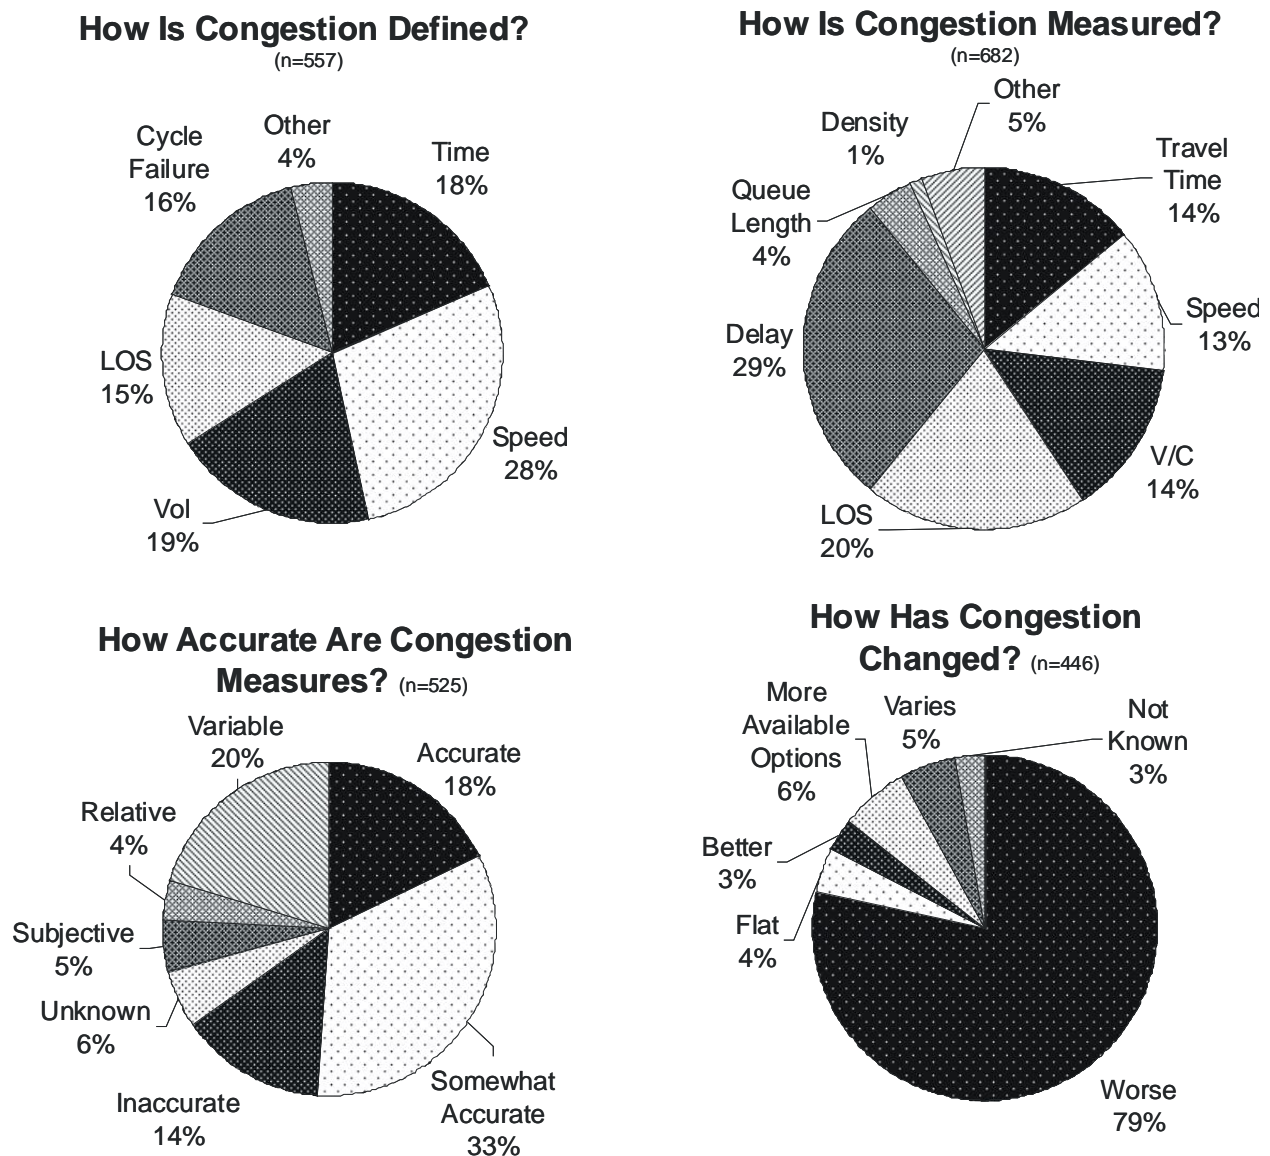 How Is Congestion Defined?
(n=557)
Other
4%
Time
18%
Cycle
Failure
16%
LOS
15%
Speed
28%
Vol
19%
How Is Congestion Measured?
(n=682)
Other
5%
Density
1%
Travel
Time
14%
Queue
Length
4%
Speed
13%
Delay
29%
V/C
14%
LOS
20%
How Accurate Are Congestion
Measures? (n=525)
Variable
20%
Accurate
18%
Relative
4%
Subjective
5%
Unknown
6%
Inaccurate
14%
Somewhat
Accurate
33%
How Has Congestion
Changed? (n=446)
More
Available
Options
6%
Varies
5%
Not
Known
3%
Better
3%
Flat
4%
Worse
79%